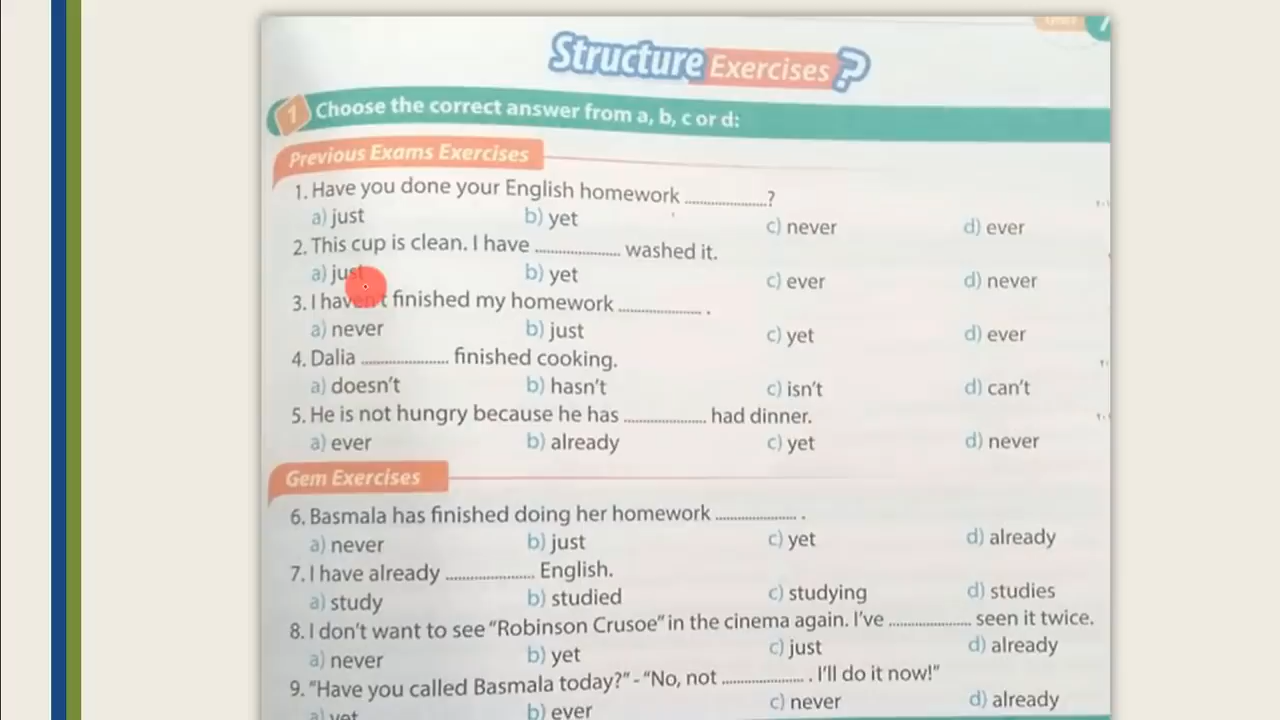 Structure Exercises?
1 Choose the correct answer from a, b, c or d:
Previous Exams Exercises
1. Have you done your English homework ..................?
a) just b) yet c) never d) ever
2. This cup is clean. I have .................. washed it.
a) just b) yet c) ever d) never
3. I haven't finished my homework .................. .
a) never b) just c) yet d) ever
4. Dalia .................. finished cooking.
a) doesn't b) hasn't c) isn't d) can't
5. He is not hungry because he has .................. had dinner.
a) ever b) already c) yet d) never
Gem Exercises
6. Basmala has finished doing her homework .................. .
a) never b) just c) yet d) already
7. I have already .................. English.
a) study b) studied c) studying d) studies
8. I don't want to see "Robinson Crusoe" in the cinema again. I've .................. seen it twice.
a) never b) yet c) just d) already
9. "Have you called Basmala today?" - "No, not .................. . I'll do it now!"
a) yet b) ever c) never d) already